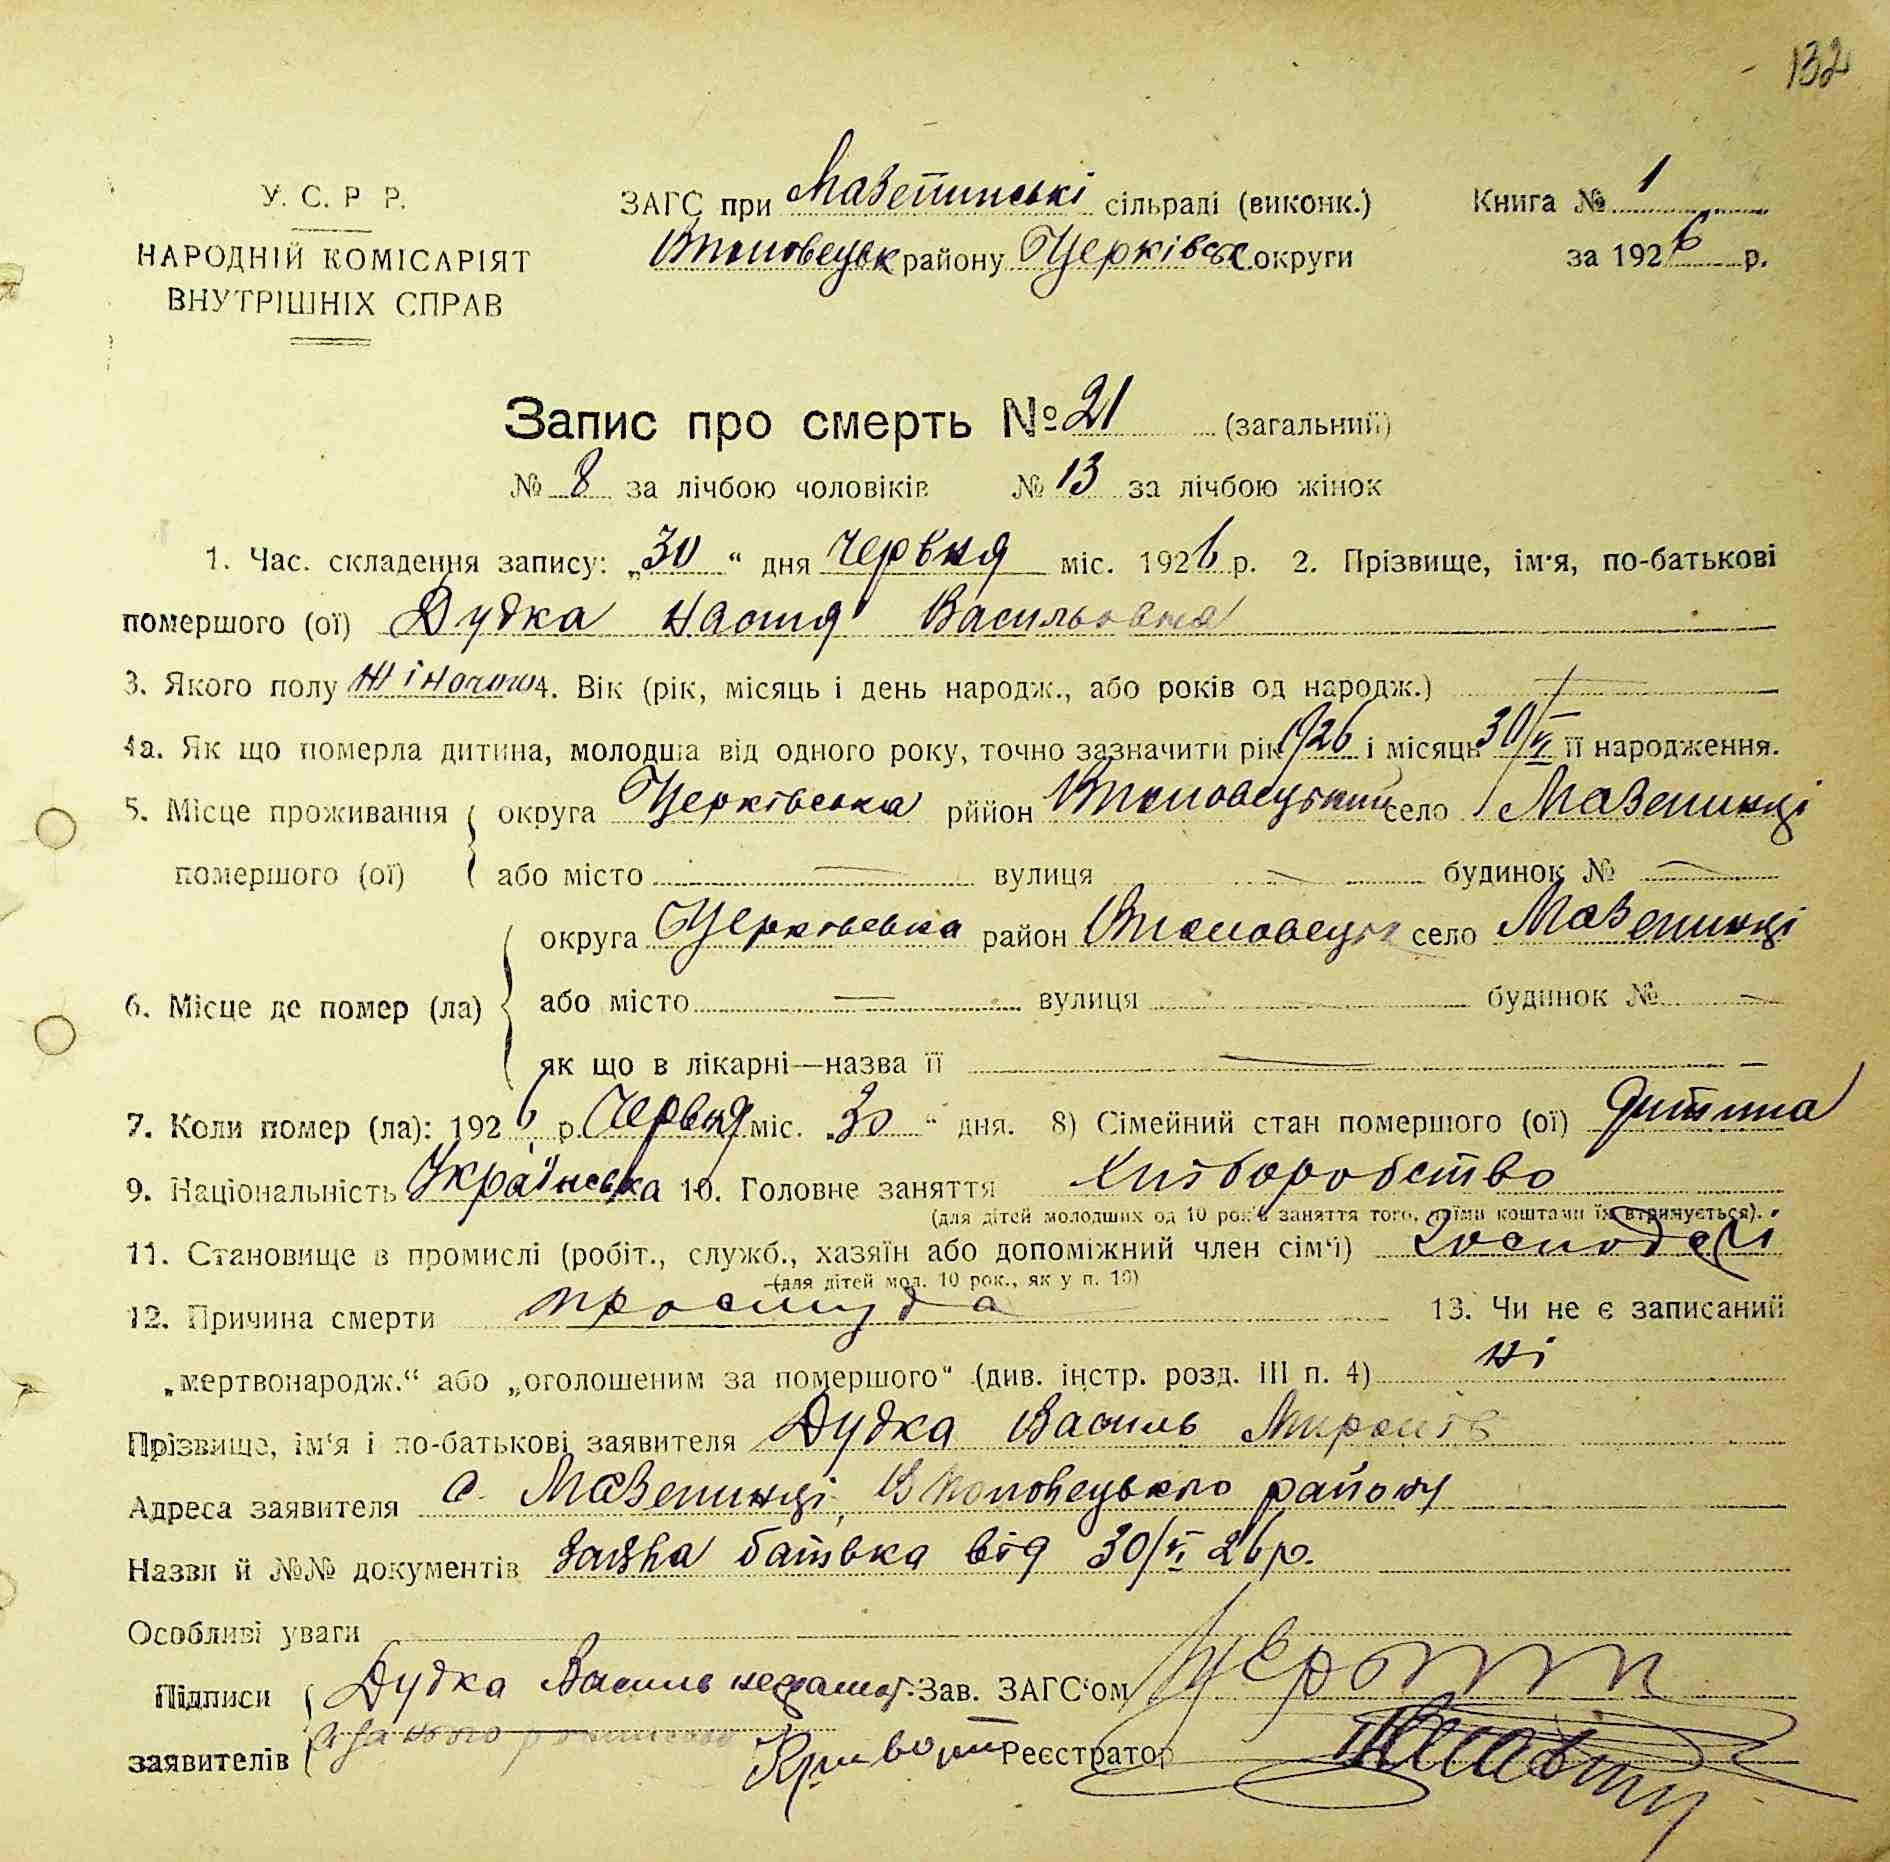 132
У. С. Р Р.
НАРОДНІЙ КОМІСАРІЯТ
ВНУТРІШНІХ СПРАВ
ЗАГС при Мазепинські сільраді (виконк.)
району Церківськ округи
Книга № 1
за 1926 р.
Запис про смерть № 21 (загальний)
№ 8 за лічбою чоловіків № 13 за лічбою жінок
1. Час. складення запису: „30“ дня червня міс. 1926 р. 2. Прізвище, ім'я, по-батькові
помершого (ої) Дудка Настя Васильовна
3. Якого полу жіночого 4. Вік (рік, місяць і день народж., або років од народж.) —
4а. Як що померла дитина, молодша від одного року, точно зазначити рік 1926 і місяць 30/VI її народження.
5. Місце проживання помершого (ої)
округа Церківська рййон село Мазепинці
або місто — вулиця — будинок № —
6. Місце де помер (ла)
округа Церківська район село Мазепинці
або місто — вулиця будинок № —
як що в лікарні—назва її —
7. Коли помер (ла): 1926 р. Червня міс. „30“ дня. 8) Сімейний стан помершого (ої) дитина
9. Національність Українська 10. Головне заняття Хліборобство
(для дітей молодших од 10 років заняття того, чиїми коштами їх втримується).
11. Становище в промислі (робіт., служб., хазяїн або допоміжний член сім'ї)
(для дітей мол. 10 рок., як у п. 10)
12. Причина смерти простуда 13. Чи не є записаний
„мертвонародж.“ або „оголошеним за померщого“ (див. інстр. розд. III п. 4) ні
Прізвище, ім'я і по-батькові заявителя Дудка Василь Миронів
Адреса заявителя с. Мазепинці, району
Назви й №№ документів заява батька від 30/VI 26 р.
Особливі уваги
Підписи заявителів
Дудка Василь Зав. ЗАГС'ом
а за його Реєстратор